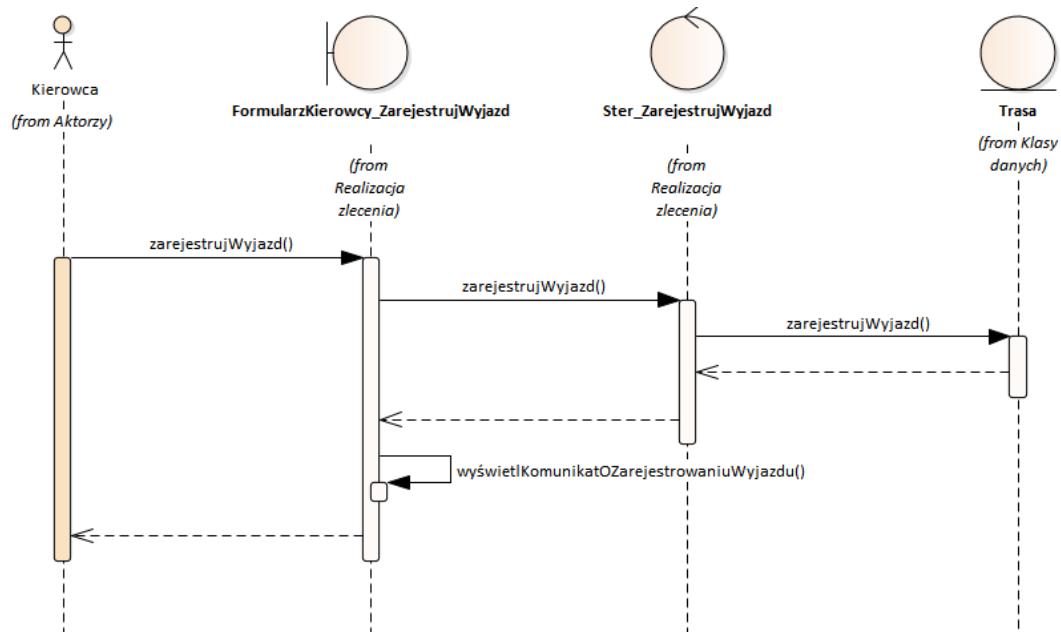 Kierowca
(from Aktorzy)
FormularzKierowcy_ZarejestrujWyjazd
(from
Realizacja
zlecenia)
Ster_ZarejestrujWyjazd
(from
Realizacja
zlecenia)
Trasa
(from Klasy
danych)
zarejestrujWyjazd()
zarejestrujWyjazd()
zarejestrujWyjazd()
wyświetlKomunikatOZarejestrowaniuWyjazdu()